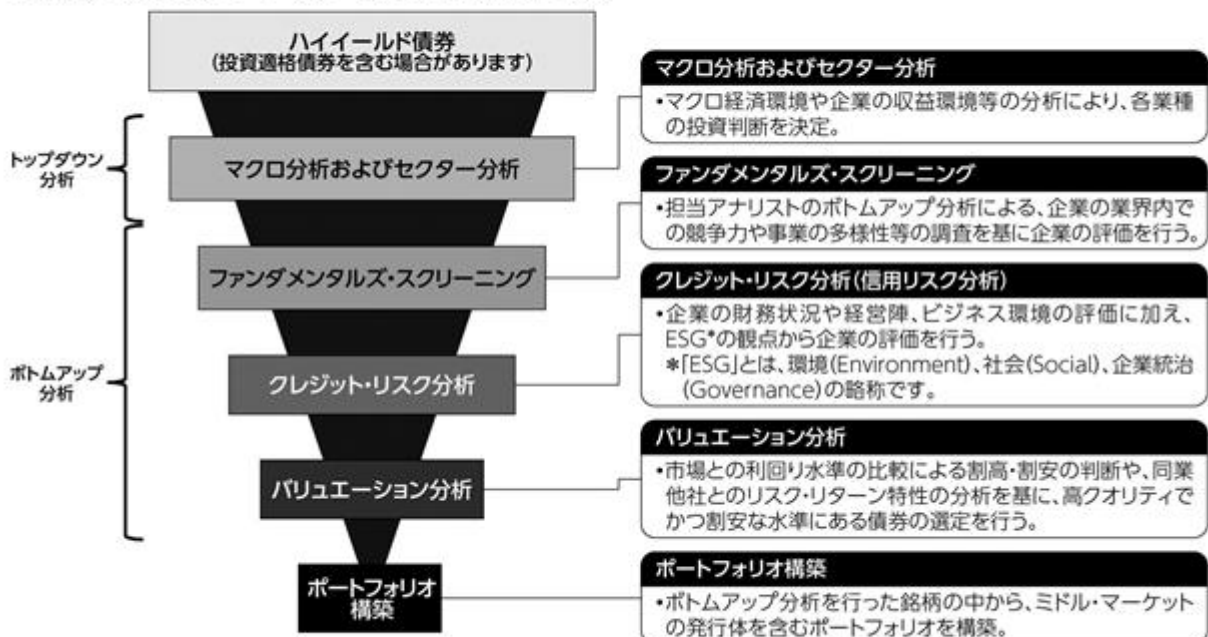 ハイイールド債券
(投資適格債券を含む場合があります)
トップダウン
分析
マクロ分析およびセクター分析
ボトムアップ
分析
ファンダメンタルズ・スクリーニング
クレジット・リスク分析
バリュエーション分析
ポートフォリオ
構築
マクロ分析およびセクター分析
•マクロ経済環境や企業の収益環境等の分析により、各業種
の投資判断を決定。
ファンダメンタルズ・スクリーニング
•担当アナリストのボトムアップ分析による、企業の業界内で
の競争力や事業の多様性等の調査を基に企業の評価を行う。
クレジット・リスク分析(信用リスク分析)
•企業の財務状況や経営陣、ビジネス環境の評価に加え、
ESG*の観点から企業の評価を行う。
*「ESG」とは、環境(Environment)、社会(Social)、企業統治
(Governance)の略称です。
バリュエーション分析
•市場との利回り水準の比較による割高・割安の判断や、同業
他社とのリスク・リターン特性の分析を基に、高クオリティで
かつ割安な水準にある債券の選定を行う。
ポートフォリオ構築
•ボトムアップ分析を行った銘柄の中から、ミドル・マーケット
の発行体を含むポートフォリオを構築。